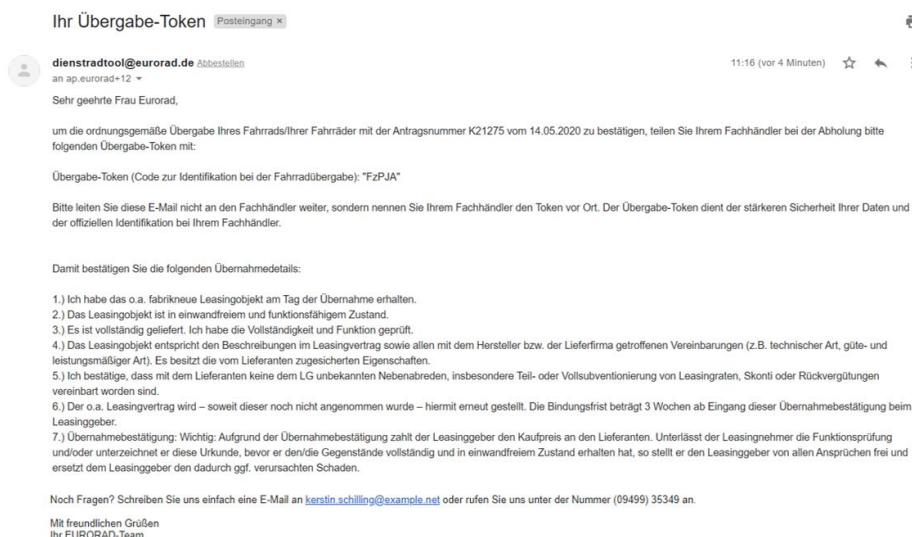 Ihr Übergabe-Token Posteingang ×
dienstradtool@eurorad.de Abbestellen
11:16 (vor 4 Minuten)
an ap.eurorad+12
Sehr geehrte Frau Eurorad,
um die ordnungsgemäße Übergabe Ihres Fahrrads/Ihrer Fahrräder mit der Antragsnummer K21275 vom 14.05.2020 zu bestätigen, teilen Sie Ihrem Fachhändler bei der Abholung bitte
folgenden Übergabe-Token mit:
Übergabe-Token (Code zur Identifikation bei der Fahrradübergabe): "FzPJA"
Bitte leiten Sie diese E-Mail nicht an den Fachhändler weiter, sondern nennen Sie Ihrem Fachhändler den Token vor Ort. Der Übergabe-Token dient der stärkeren Sicherheit Ihrer Daten und
der offiziellen Identifikation bei Ihrem Fachhändler.
Damit bestätigen Sie die folgenden Übernahmedetails:
1.) Ich habe das o.a. fabrikneue Leasingobjekt am Tag der Übernahme erhalten.
2.) Das Leasingobjekt ist in einwandfreiem und funktionsfähigem Zustand.
3.) Es ist vollständig geliefert. Ich habe die Vollständigkeit und Funktion geprüft.
4.) Das Leasingobjekt entspricht den Beschreibungen im Leasingvertrag sowie allen mit dem Hersteller bzw. der Lieferfirma getroffenen Vereinbarungen (z.B. technischer Art, güte- und
leistungsmäßiger Art). Es besitzt die vom Lieferanten zugesicherten Eigenschaften.
5.) Ich bestätige, dass mit dem Lieferanten keine dem LG unbekannten Nebenabreden, insbesondere Teil- oder Vollsubventionierung von Leasingraten, Skonti oder Rückvergütungen
vereinbart worden sind.
6.) Der o.a. Leasingvertrag wird – soweit dieser noch nicht angenommen wurde – hiermit erneut gestellt. Die Bindungsfrist beträgt 3 Wochen ab Eingang dieser Übernahmebestätigung beim
Leasinggeber.
7.) Übernahmebestätigung: Wichtig: Aufgrund der Übernahmebestätigung zahlt der Leasinggeber den Kaufpreis an den Lieferanten. Unterlässt der Leasingnehmer die Funktionsprüfung
und/oder unterzeichnet er diese Urkunde, bevor er den/die Gegenstände vollständig und in einwandfreiem Zustand erhalten hat, so stellt er den Leasinggeber von allen Ansprüchen frei und
ersetzt dem Leasinggeber den dadurch ggf. verursachten Schaden.
Noch Fragen? Schreiben Sie uns einfach eine E-Mail an kerstin.schilling@example.net oder rufen Sie uns unter der Nummer (09499) 35349 an.
Mit freundlichen Grüßen
Ihr EURORAD-Team